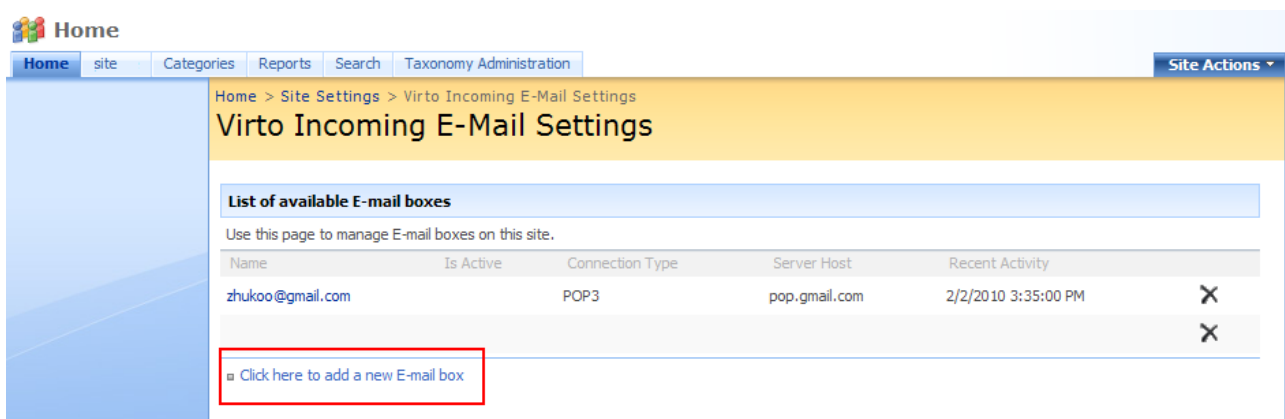 Home
Home site Categories Reports Search Taxonomy Administration Site Actions
Home > Site Settings > Virto Incoming E-Mail Settings
Virto Incoming E-Mail Settings
List of available E-mail boxes
Use this page to manage E-mail boxes on this site.
Name Is Active Connection Type Server Host Recent Activity
zhukoo@gmail.com POP3 pop.gmail.com 2/2/2010 3:35:00 PM
Click here to add a new E-mail box